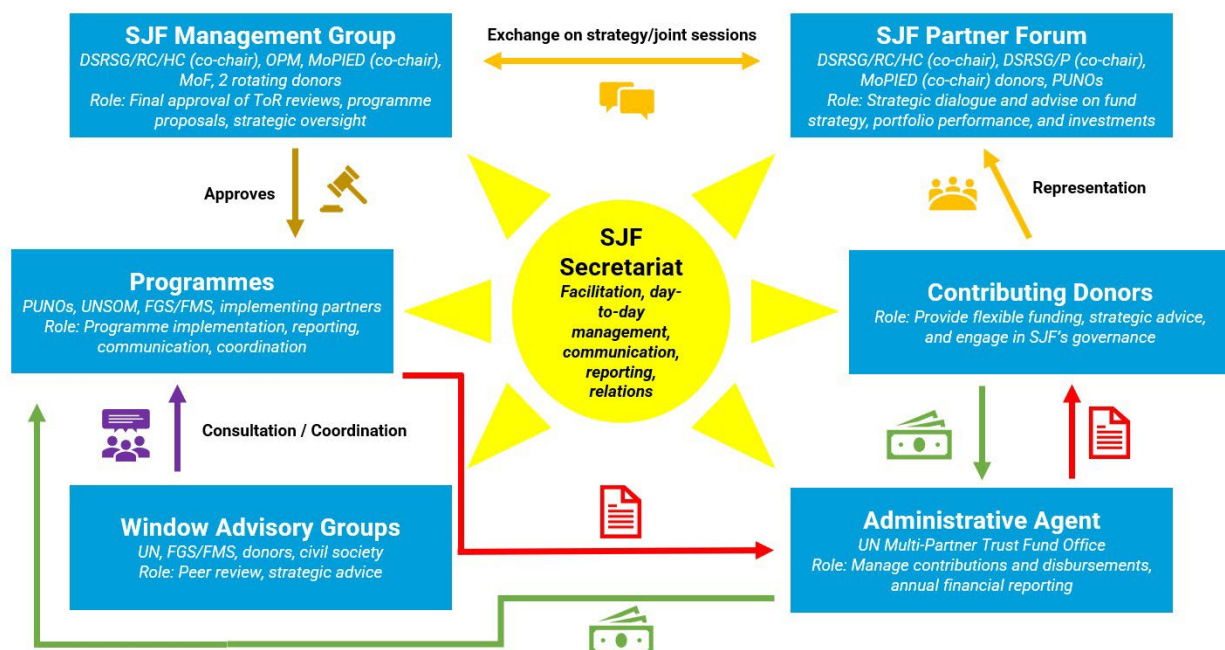 SJF Management Group
DSRSG/RC/HC (co-chair), OPM, MoPIED (co-chair),
MoF, 2 rotating donors
Role: Final approval of ToR reviews, programme
proposals, strategic oversight
Exchange on strategy/joint sessions
SJF Partner Forum
DSRSG/RC/HC (co-chair), DSRSG/P (co-chair),
MoPIED (co-chair) donors, PUNOs
Role: Strategic dialogue and advise on fund
strategy, portfolio performance, and investments
Approves
Representation
SJF
Secretariat
Facilitation, day-
to-day
management,
communication,
reporting,
relations
Programmes
PUNOs, UNSOM, FGS/FMS, implementing partners
Role: Programme implementation, reporting,
communication, coordination
Contributing Donors
Role: Provide flexible funding, strategic advice,
and engage in SJF's governance
Consultation / Coordination
Window Advisory Groups
UN, FGS/FMS, donors, civil society
Role: Peer review, strategic advice
Administrative Agent
UN Multi-Partner Trust Fund Office
Role: Manage contributions and disbursements,
annual financial reporting